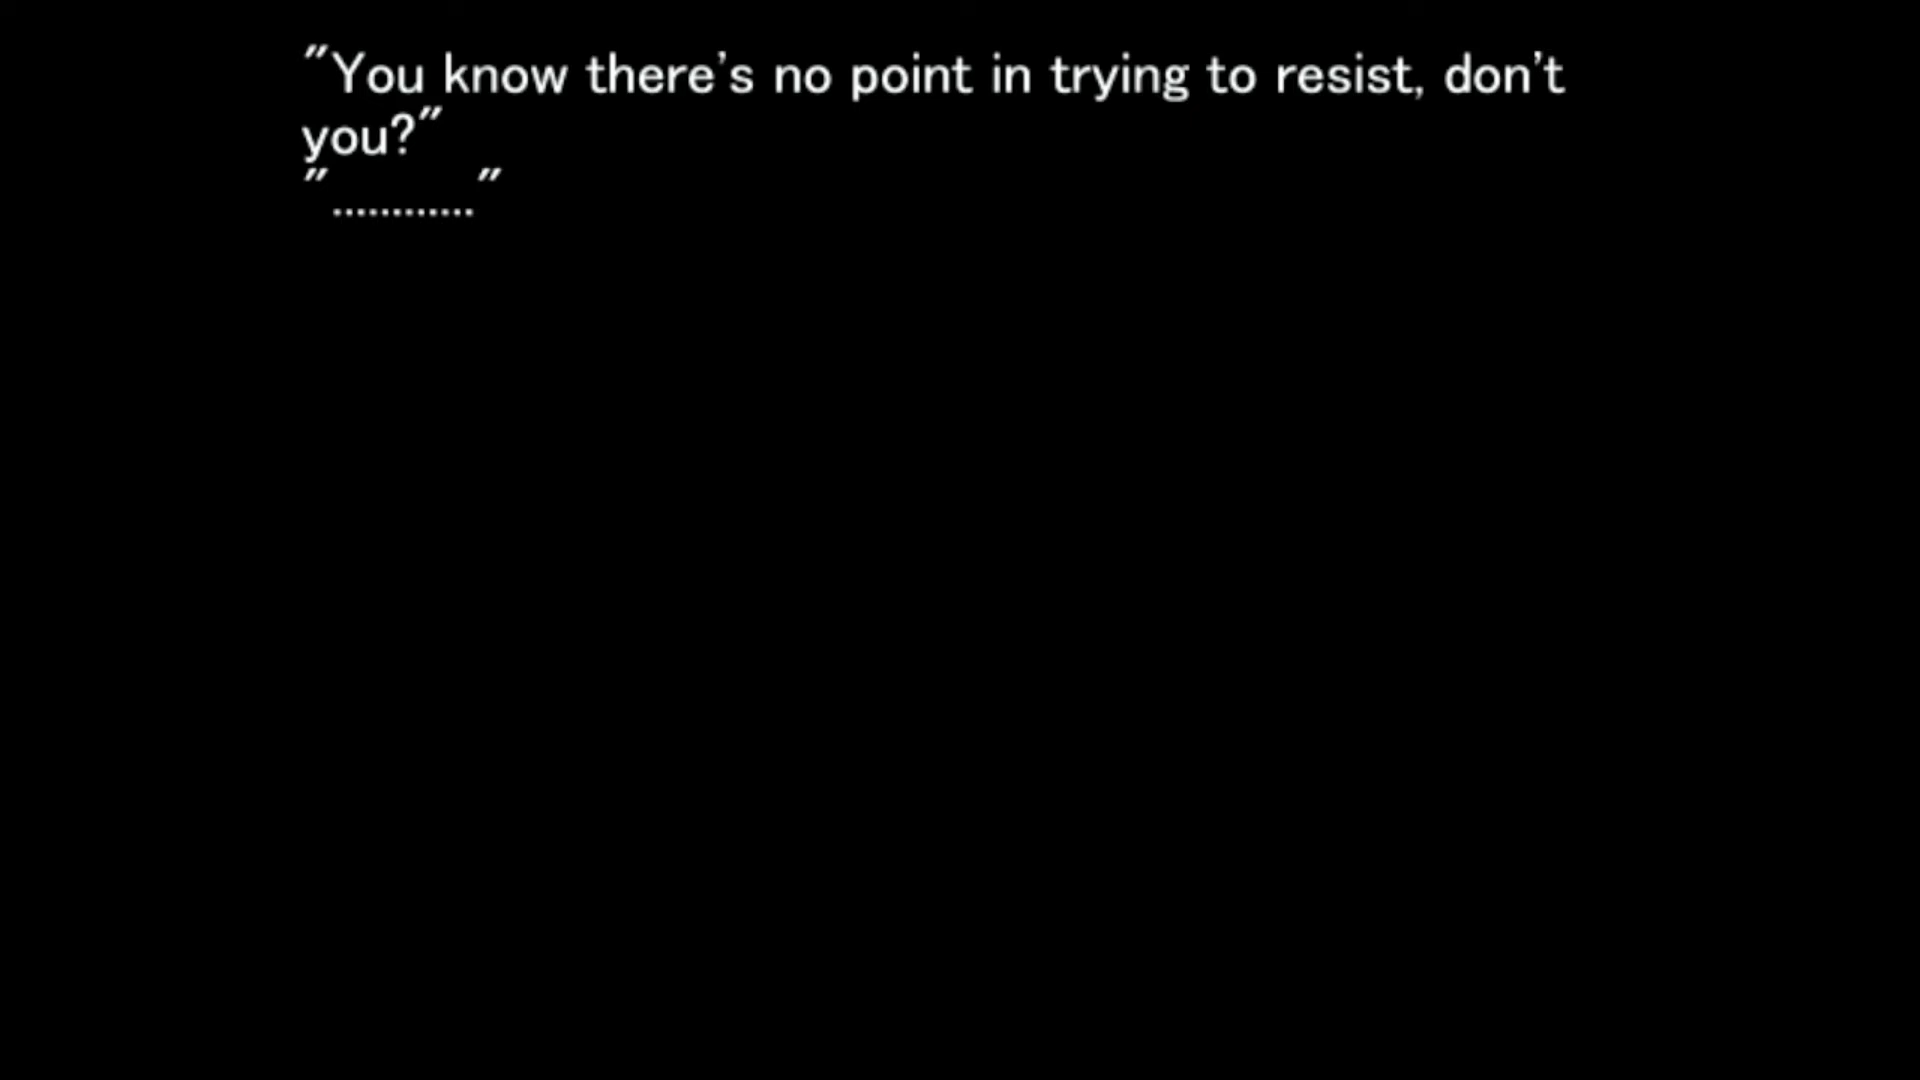 "You know there's no point in trying to resist, don't
you?"
"............"